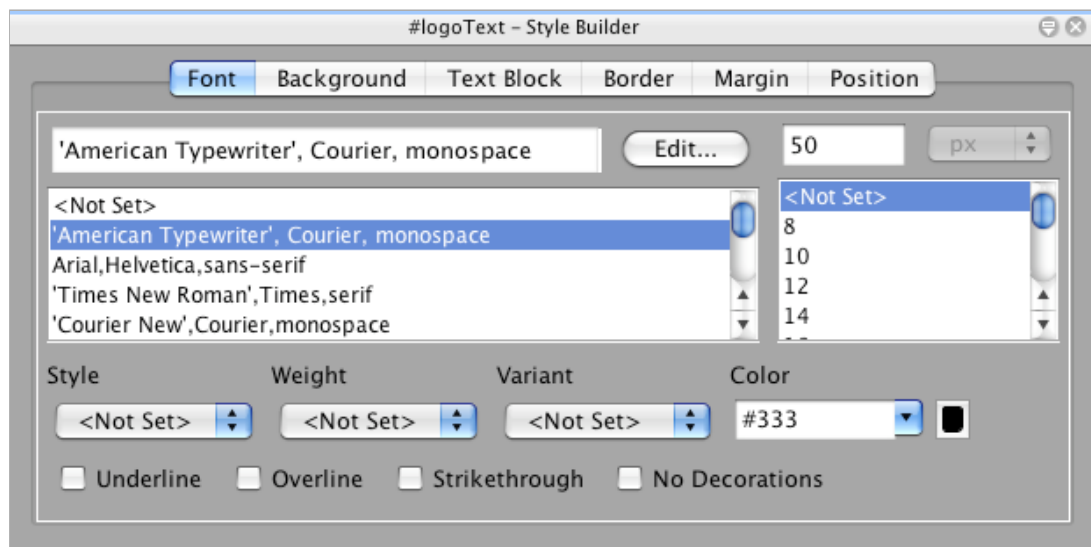 #logoText – Style Builder
Font Background Text Block Border Margin Position
'American Typewriter', Courier, monospace Edit... 50 px
<Not Set>
'American Typewriter', Courier, monospace
Arial,Helvetica,sans-serif
'Times New Roman',Times,serif
'Courier New',Courier,monospace
<Not Set>
8
10
12
14
Style Weight Variant Color
<Not Set> <Not Set> <Not Set> #333
Underline Overline Strikethrough No Decorations